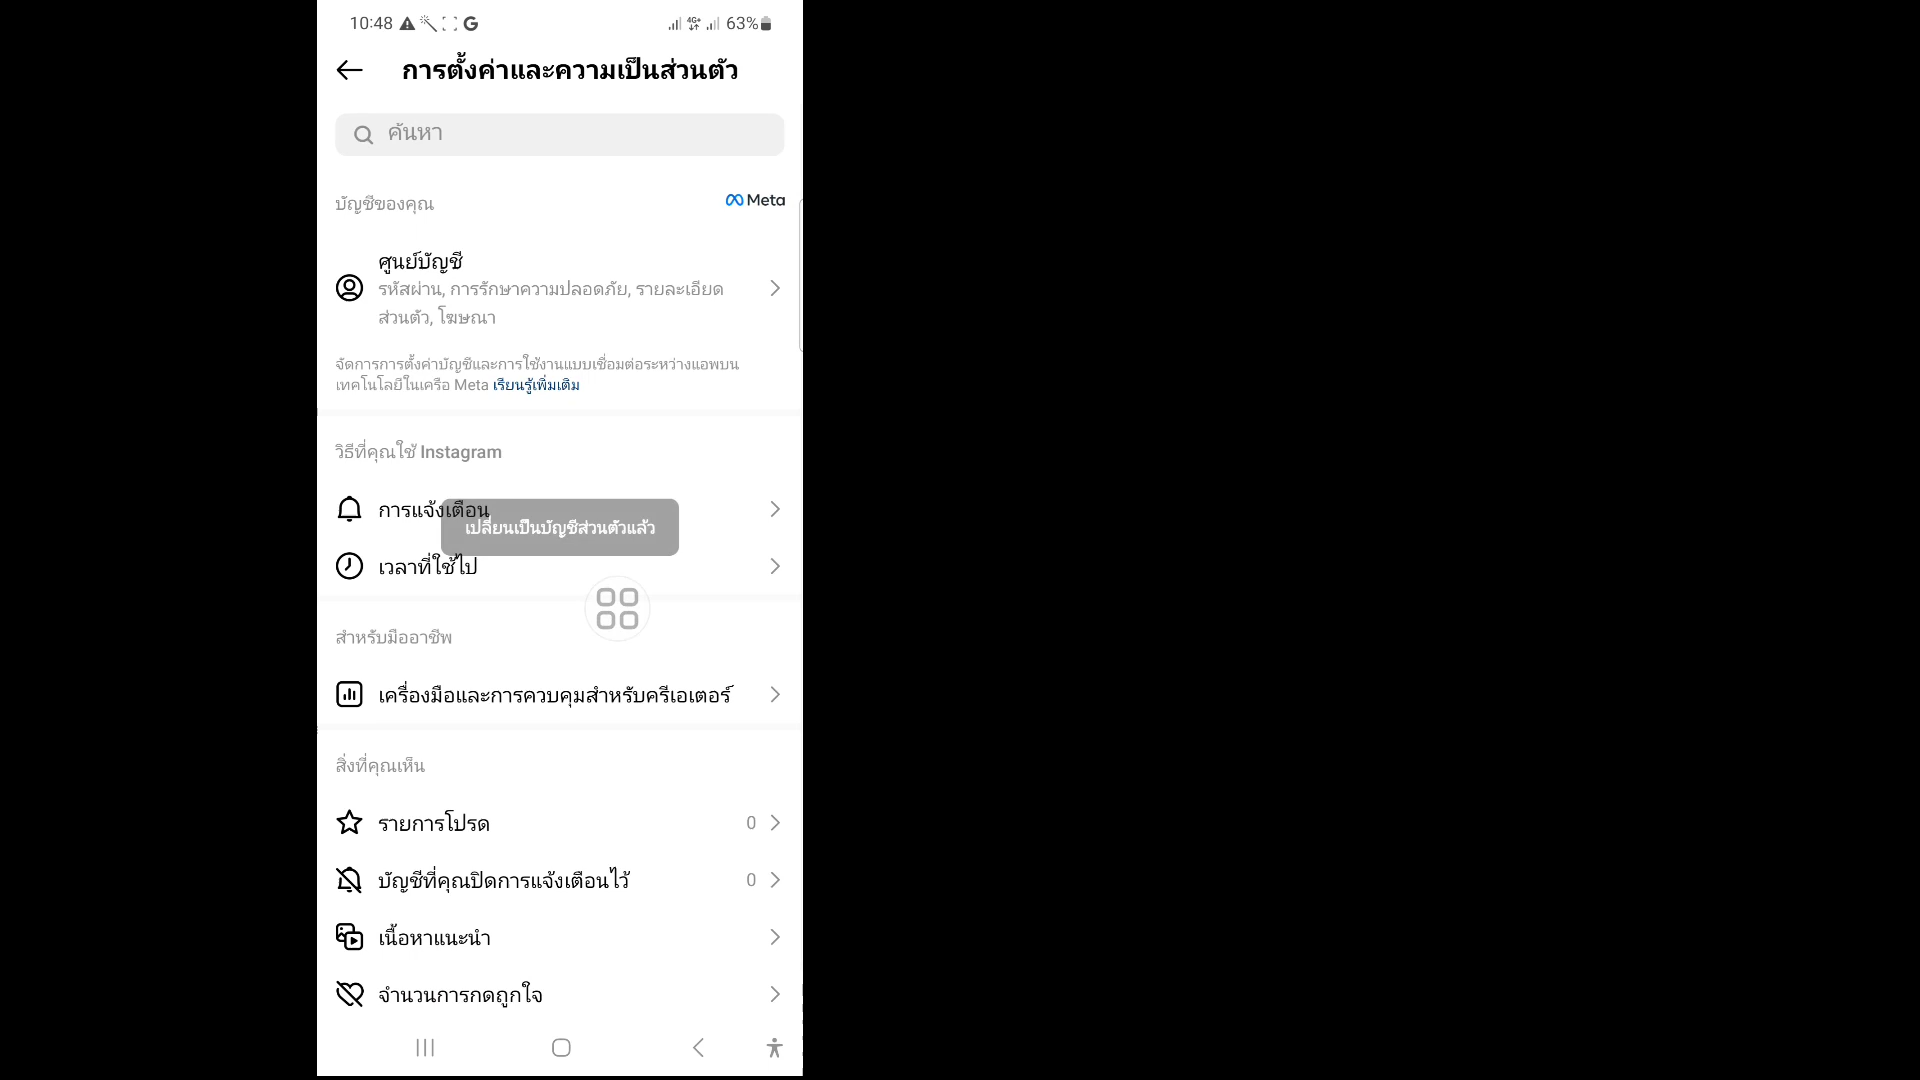 10:48
4G+
63%
การตั้งค่าและความเป็นส่วนตัว
ค้นหา
บัญชีของคุณ
Meta
ศูนย์บัญชี
รหัสผ่าน, การรักษาความปลอดภัย, รายละเอียด
ส่วนตัว, โฆษณา
จัดการการตั้งค่าบัญชีและการใช้งานแบบเชื่อมต่อระหว่างแอพบน
เทคโนโลยีในเครือ Meta เรียนรู้เพิ่มเติม
วิธีที่คุณใช้ Instagram
การแจ้งเตือน
เปลี่ยนเป็นบัญชีส่วนตัวแล้ว
เวลาที่ใช้ไป
สำหรับมืออาชีพ
เครื่องมือและการควบคุมสำหรับครีเอเตอร์
สิ่งที่คุณเห็น
รายการโปรด 0
บัญชีที่คุณปิดการแจ้งเตือนไว้ 0
เนื้อหาแนะนำ
จำนวนการกดถูกใจ